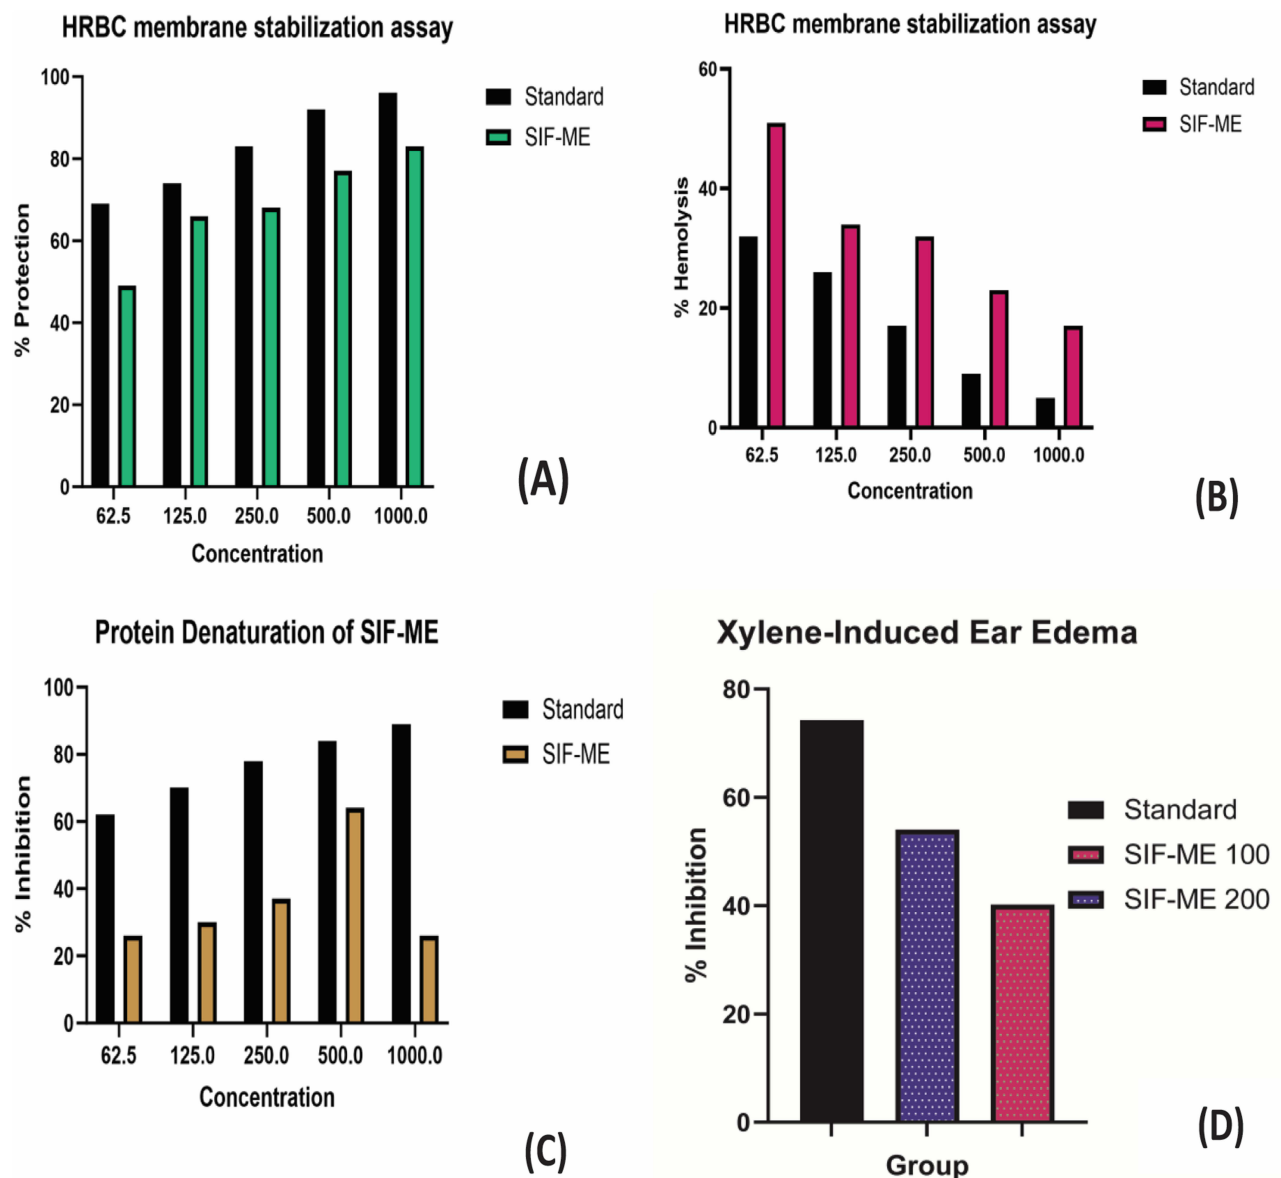 HRBC membrane stabilization assay
100
80
60
40
20
0
% Protection
62.5 125.0 250.0 500.0 1000.0
Concentration
Standard
SIF-ME
(A)
HRBC membrane stabilization assay
60
40
20
0
% Hemolysis
62.5 125.0 250.0 500.0 1000.0
Concentration
Standard
SIF-ME
(B)
Protein Denaturation of SIF-ME
100
80
60
40
20
0
% Inhibition
62.5 125.0 250.0 500.0 1000.0
Concentration
Standard
SIF-ME
(C)
Xylene-Induced Ear Edema
80
60
40
20
0
% Inhibition
Group
Standard
SIF-ME 100
SIF-ME 200
(D)